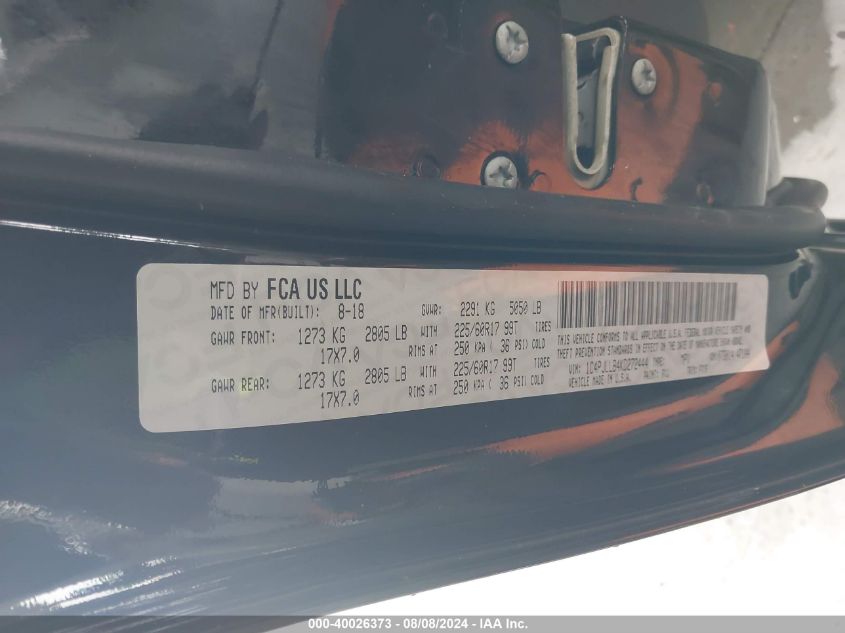 MFD BY FCA US LLC
DATE OF MFR(BUILT): 8-18 GVWR: 2291 KG 5050 LB
GAWR FRONT: 1273 KG 2805 LB WITH 225/60R17 99T TIRES
17X7.0 RIMS AT 250 KPA ( 36 PSI) COLD
GAWR REAR: 1273 KG 2805 LB WITH 225/60R17 99T TIRES
17X7.0 RIMS AT 250 KPA ( 36 PSI) COLD
THIS VEHICLE CONFORMS TO ALL APPLICABLE U.S.A. FEDERAL MOTOR VEHICLE SAFETY AND
THEFT PREVENTION STANDARDS IN EFFECT ON THE DATE OF MANUFACTURE SHOWN ABOVE.
VIN: TYPE: MPV
MADE IN U.S.A. PAINT:
000-40026373 - 08/08/2024 - IAA Inc.